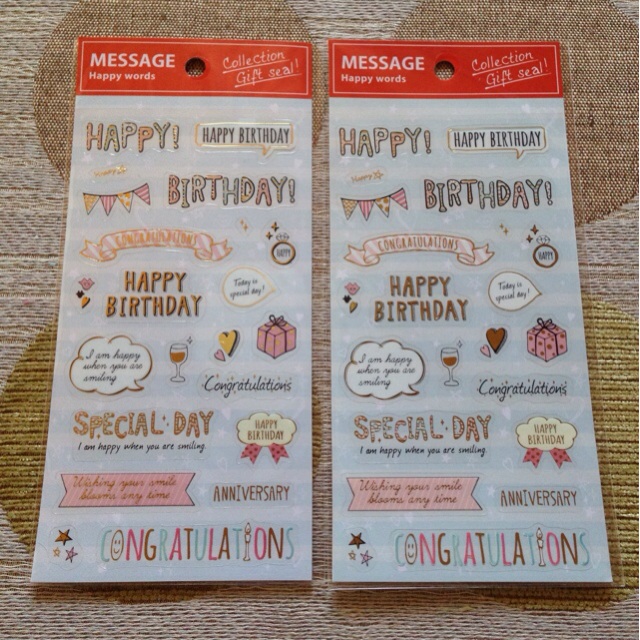 MESSAGE
Happy words
Collection
Gift seal!
HAPPY!
HAPPY BIRTHDAY
Happy
BIRTHDAY!
CONGRATULATIONS
HAPPY
HAPPY
BIRTHDAY
Today is
special day!
I am happy
when you are
smiling
Congratulations
SPECIAL DAY
I am happy when you are smiling.
HAPPY
BIRTHDAY
Wishing your smile
blooms any time
ANNIVERSARY
CONGRATULATIONS
MESSAGE
Happy words
Collection
Gift seal!
HAPPY!
HAPPY BIRTHDAY
Happy
BIRTHDAY!
CONGRATULATIONS
HAPPY
HAPPY
BIRTHDAY
Today is
special day!
I am happy
when you are
smiling
Congratulations
SPECIAL DAY
I am happy when you are smiling.
HAPPY
BIRTHDAY
Wishing your smile
blooms any time
ANNIVERSARY
CONGRATULATIONS